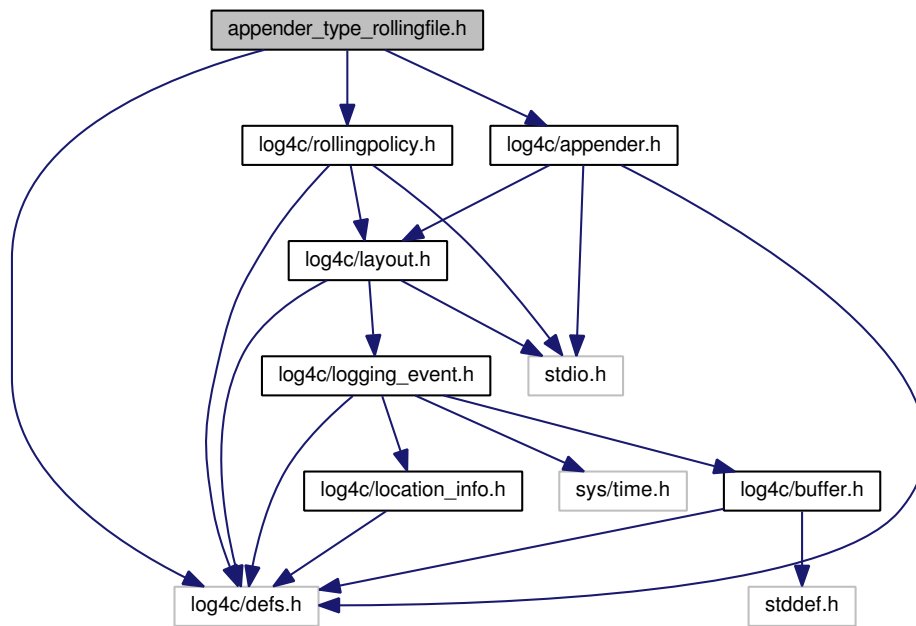 appender_type_rollingfile.h
log4c/rollingpolicy.h
log4c/appender.h
log4c/layout.h
log4c/logging_event.h
stdio.h
log4c/location_info.h
sys/time.h
log4c/buffer.h
log4c/defs.h
stddef.h